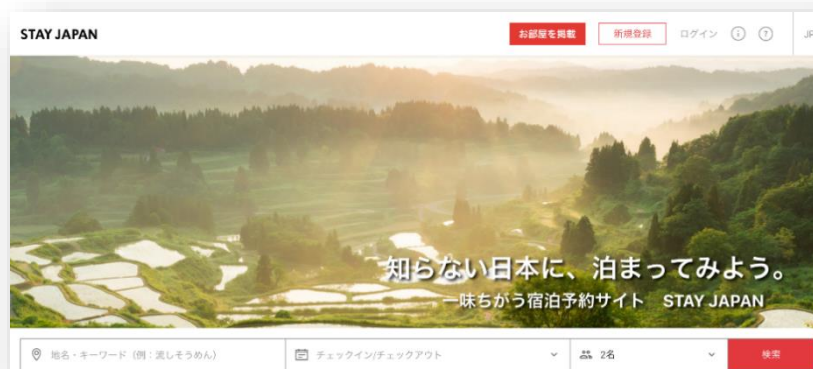 STAY JAPAN
お部屋を掲載 新規登録 ログイン
知らない日本に、泊まってみよう。
一味ちがう宿泊予約サイト STAY JAPAN
地名・キーワード（例：流しそうめん） チェックイン/チェックアウト 2名 検索